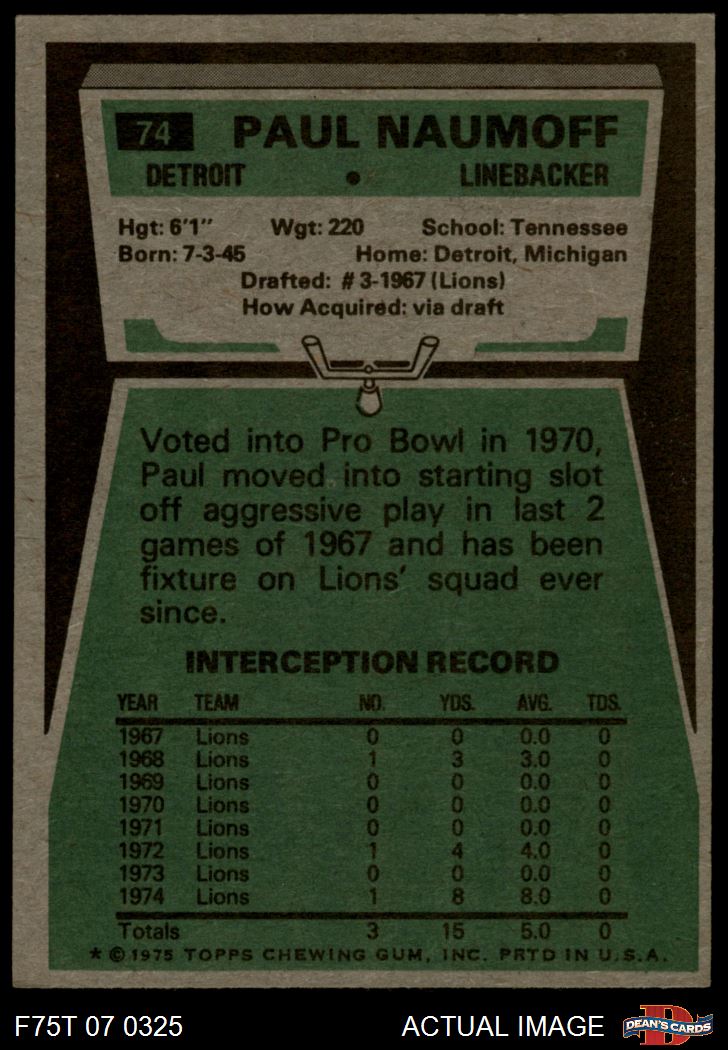 74 PAUL NAUMOFF
DETROIT • LINEBACKER
Hgt: 6'1" Wgt: 220 School: Tennessee
Born: 7-3-45 Home: Detroit, Michigan
Drafted: #3-1967 (Lions)
How Acquired: via draft
Voted into Pro Bowl in 1970,
Paul moved into starting slot
off aggressive play in last 2
games of 1967 and has been
fixture on Lions' squad ever
since.
INTERCEPTION RECORD
YEAR TEAM NO. YDS. AVG. TDS.
1967 Lions 0 0 0.0 0
1968 Lions 1 3 3.0 0
1969 Lions 0 0 0.0 0
1970 Lions 0 0 0.0 0
1971 Lions 0 0 0.0 0
1972 Lions 1 4 4.0 0
1973 Lions 0 0 0.0 0
1974 Lions 1 8 8.0 0
Totals 3 15 5.0 0
* © 1975 TOPPS CHEWING GUM, INC. PRTD IN U.S.A.
F75T 07 0325 ACTUAL IMAGE D DEAN'S CARDS